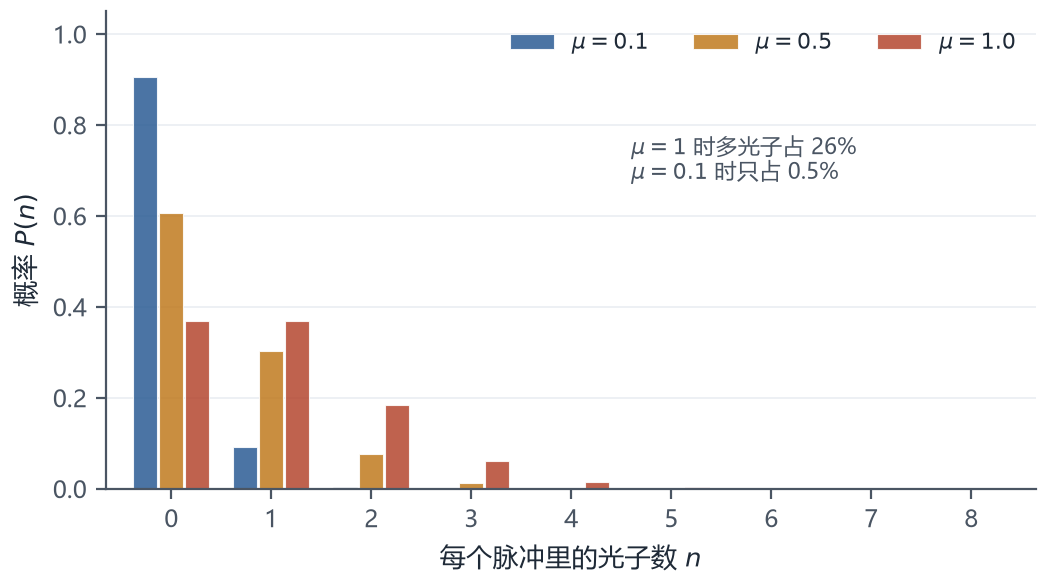 μ = 0.1
μ = 0.5
μ = 1.0
μ = 1 时多光子占 26%
μ = 0.1 时只占 0.5%
概率 P(n)
1.0
0.8
0.6
0.4
0.2
0.0
0 1 2 3 4 5 6 7 8
每个脉冲里的光子数 n